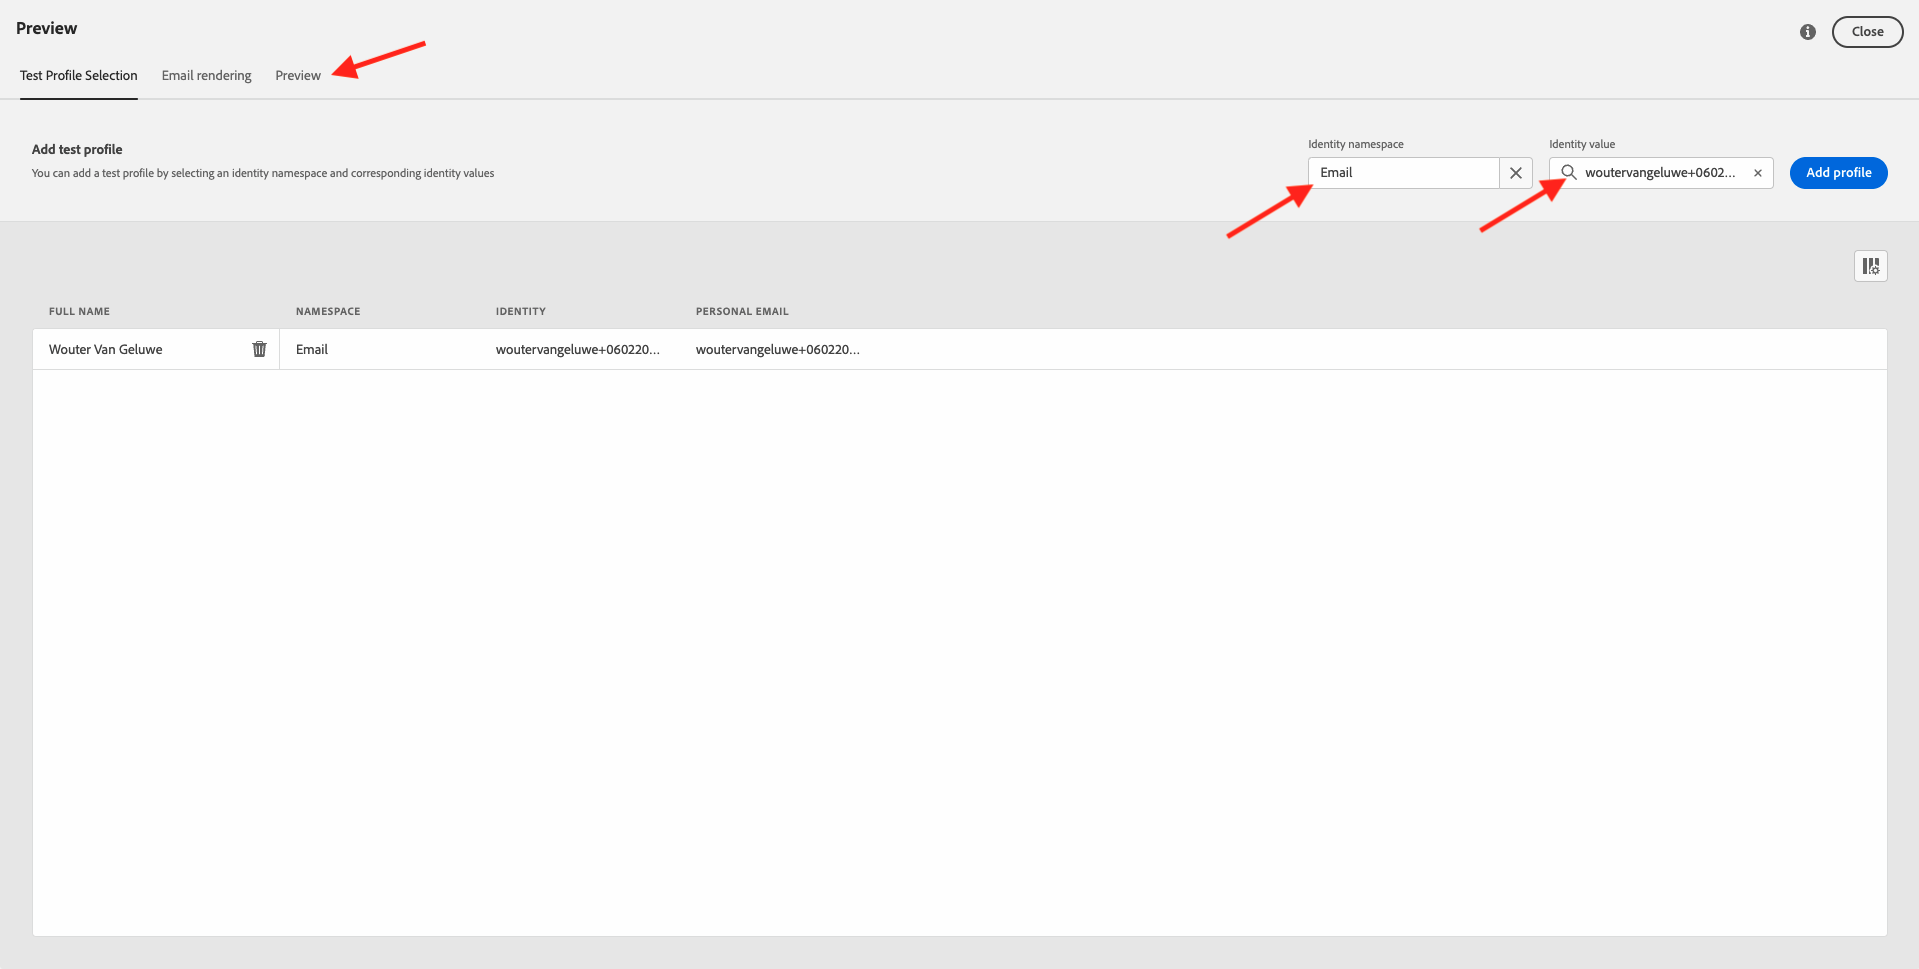 Preview
Close
Test Profile Selection
Email rendering
Preview
Add test profile
You can add a test profile by selecting an identity namespace and corresponding identity values
Identity namespace
Email
Identity value
woutervangeluwe+0602...
Add profile
FULL NAME
NAMESPACE
IDENTITY
PERSONAL EMAIL
Wouter Van Geluwe
Email
woutervangeluwe+060220...
woutervangeluwe+060220...